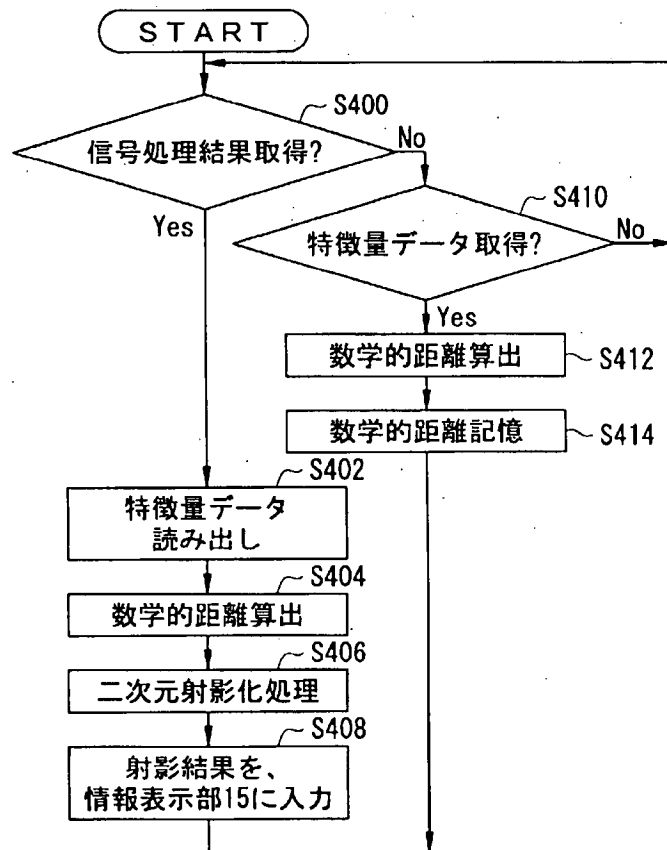 START
S400
信号処理結果取得?
No
S410
Yes
特徴量データ取得?
No
Yes
数学的距離算出
S412
数学的距離記憶
S414
S402
特徴量データ
読み出し
S404
数学的距離算出
S406
二次元射影化処理
S408
射影結果を、
情報表示部15に入力